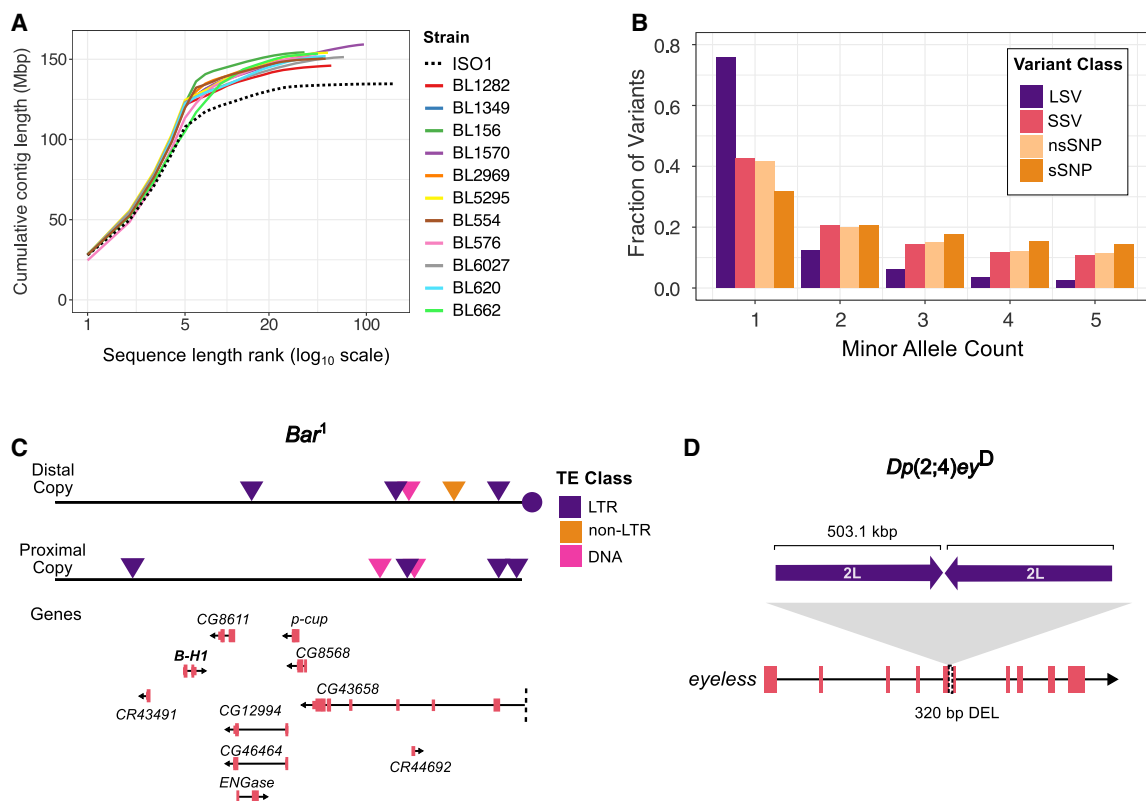 A
Cumulative contig length (Mbp)
150
100
50
0
1
5
20
100
Sequence length rank (log10 scale)
Strain
ISO1
BL1282
BL1349
BL156
BL1570
BL2969
BL5295
BL554
BL576
BL6027
BL620
BL662
B
Fraction of Variants
0.8
0.6
0.4
0.2
0.0
1
2
3
4
5
Minor Allele Count
Variant Class
LSV
SSV
nsSNP
sSNP
C
Bar1
Distal
Copy
Proximal
Copy
Genes
TE Class
LTR
non-LTR
DNA
CG8611
p-cup
B-H1
CG8568
CG43658
CR43491
CG12994
CG46464
CR44692
ENGase
D
Dp(2;4)eyD
503.1 kbp
2L
2L
eyeless
320 bp DEL